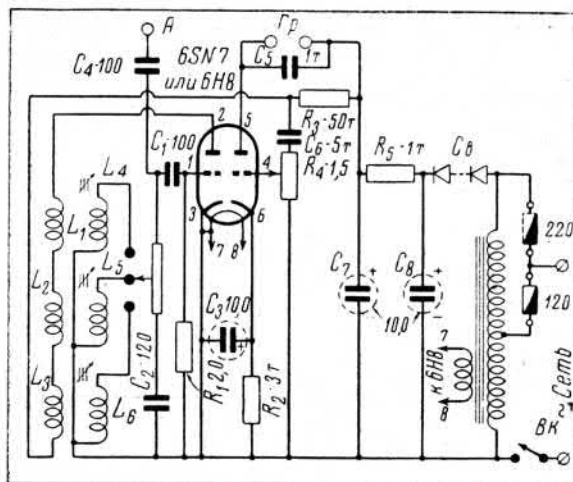 А
Гр
C4-100
6SN7
или 6Н8
C5
1т
2
5
R3-50т
C6-5т
R4-1,5
C1-100
1
4
3
6
7
8
R5-1т
Cв
L4
L1
L5
L2
L3
L6
C2-120
R1-2,0
C3 10,0
R2-3т
C7
+
C8
+
-
10,0
220
120
7
к 6Н8
8
Сеть
Вк